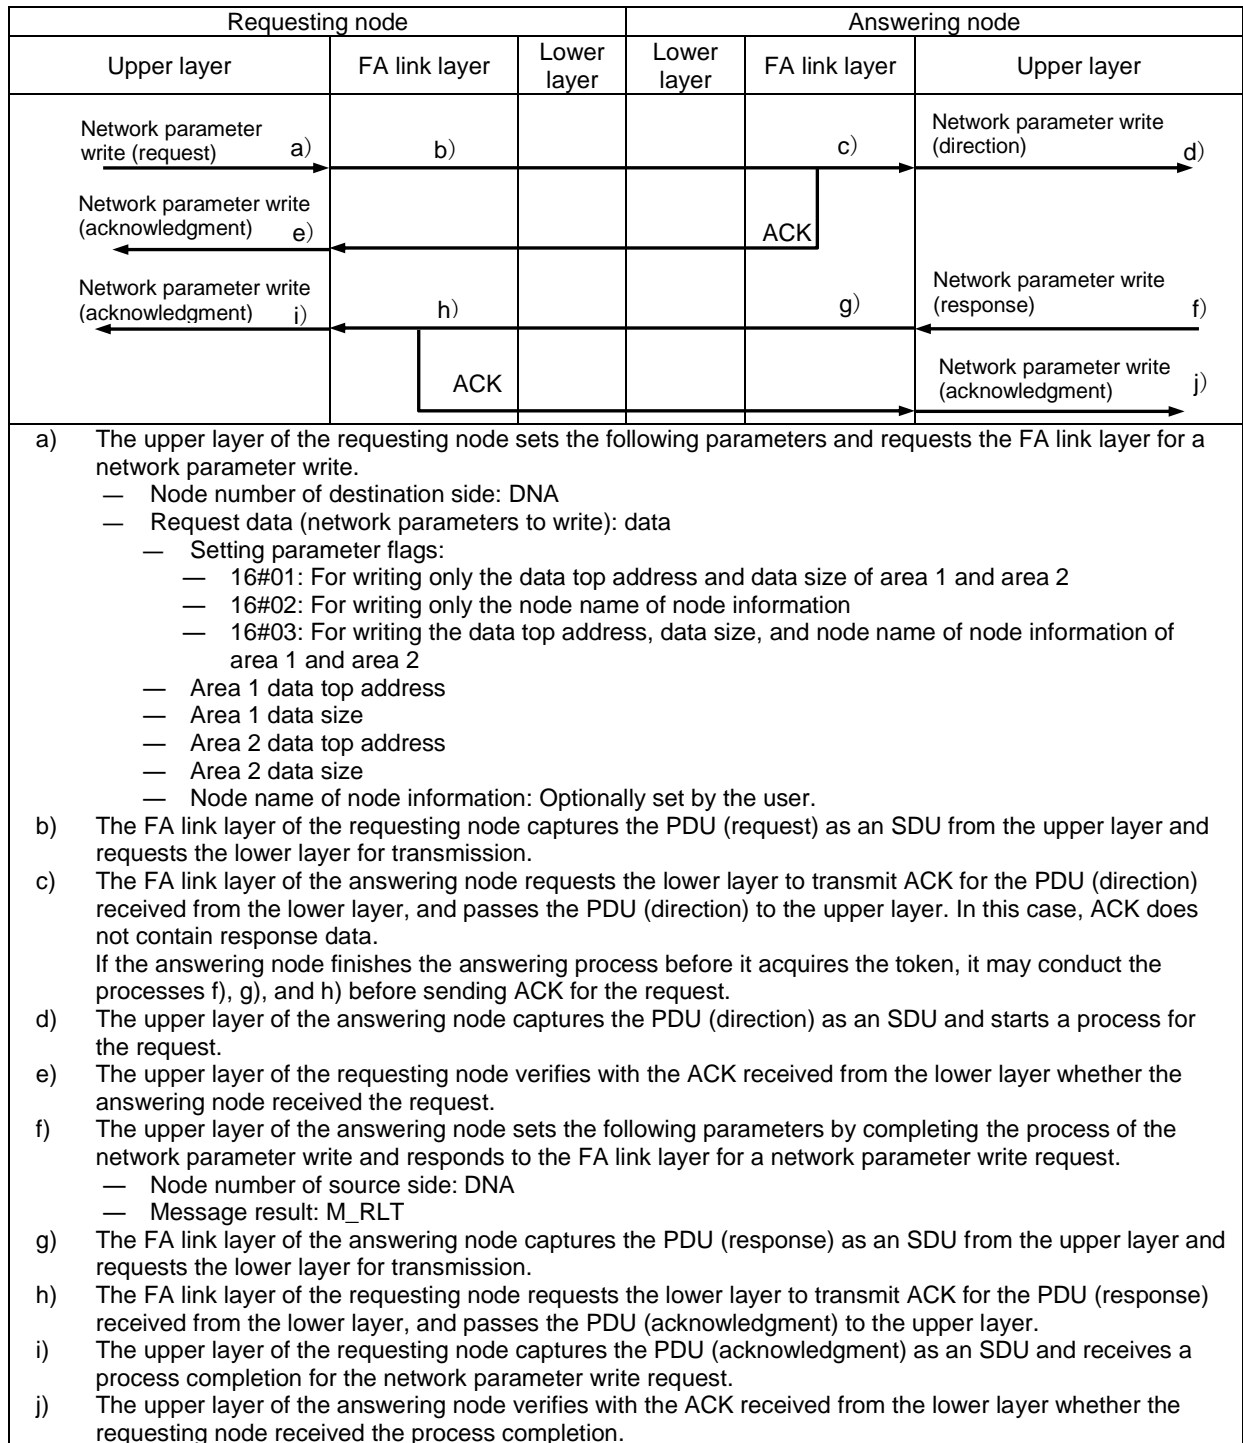 Requesting node
Answering node
Upper layer
FA link layer
Lower
layer
Lower
layer
FA link layer
Upper layer
Network parameter
write (request)
a)
b)
c)
Network parameter write
(direction)
d)
Network parameter write
(acknowledgment)
e)
ACK
Network parameter write
(acknowledgment)
i)
h)
g)
Network parameter write
(response)
f)
ACK
Network parameter write
(acknowledgment)
j)
a) The upper layer of the requesting node sets the following parameters and requests the FA link layer for a
network parameter write.
— Node number of destination side: DNA
— Request data (network parameters to write): data
— Setting parameter flags:
— 16#01: For writing only the data top address and data size of area 1 and area 2
— 16#02: For writing only the node name of node information
— 16#03: For writing the data top address, data size, and node name of node information of
area 1 and area 2
— Area 1 data top address
— Area 1 data size
— Area 2 data top address
— Area 2 data size
— Node name of node information: Optionally set by the user.
b) The FA link layer of the requesting node captures the PDU (request) as an SDU from the upper layer and
requests the lower layer for transmission.
c) The FA link layer of the answering node requests the lower layer to transmit ACK for the PDU (direction)
received from the lower layer, and passes the PDU (direction) to the upper layer. In this case, ACK does
not contain response data.
If the answering node finishes the answering process before it acquires the token, it may conduct the
processes f), g), and h) before sending ACK for the request.
d) The upper layer of the answering node captures the PDU (direction) as an SDU and starts a process for
the request.
e) The upper layer of the requesting node verifies with the ACK received from the lower layer whether the
answering node received the request.
f) The upper layer of the answering node sets the following parameters by completing the process of the
network parameter write and responds to the FA link layer for a network parameter write request.
— Node number of source side: DNA
— Message result: M_RLT
g) The FA link layer of the answering node captures the PDU (response) as an SDU from the upper layer and
requests the lower layer for transmission.
h) The FA link layer of the requesting node requests the lower layer to transmit ACK for the PDU (response)
received from the lower layer, and passes the PDU (acknowledgment) to the upper layer.
i) The upper layer of the requesting node captures the PDU (acknowledgment) as an SDU and receives a
process completion for the network parameter write request.
j) The upper layer of the answering node verifies with the ACK received from the lower layer whether the
requesting node received the process completion.